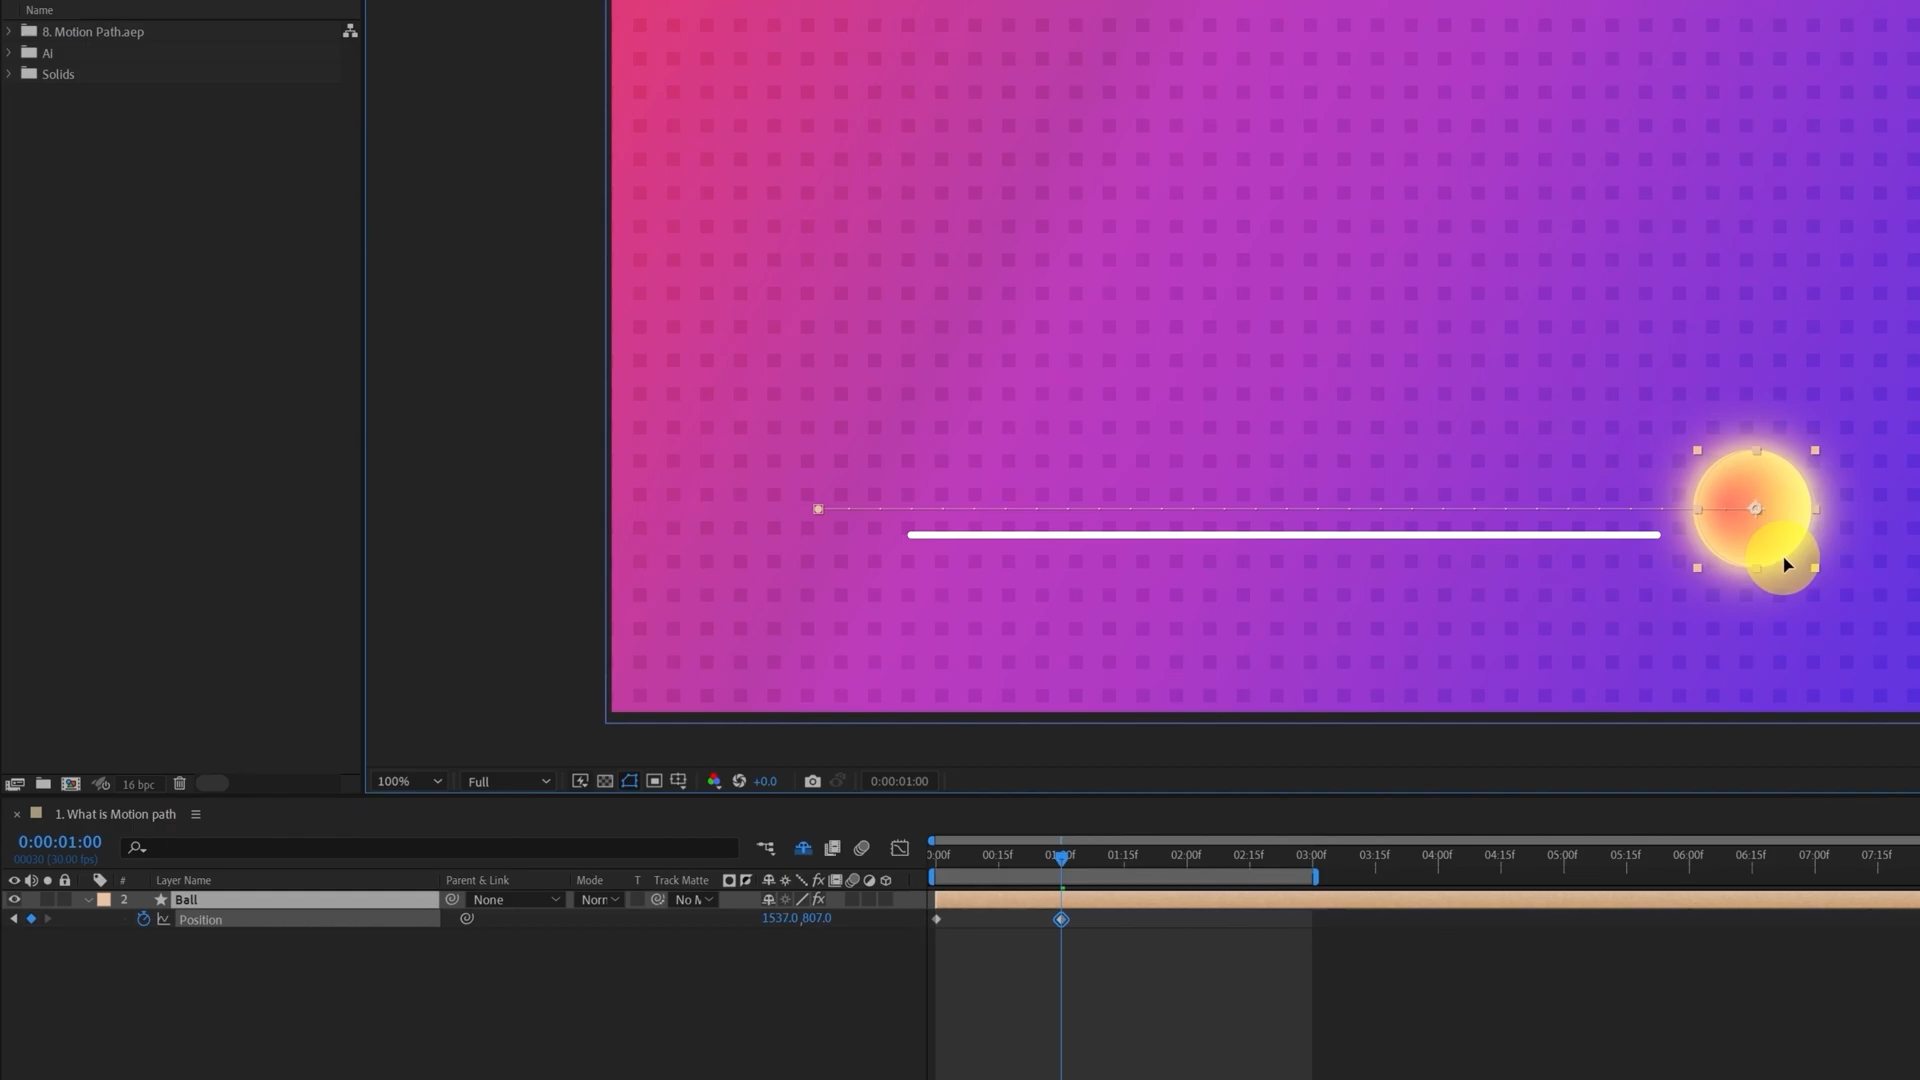 Name
8. Motion Path.aep
Ai
Solids
16 bpc
100%
Full
+0.0
0:00:01:00
1. What is Motion path
0:00:01:00
00030 (30.00 fps)
:00f 00:15f 01:00f 01:15f 02:00f 02:15f 03:00f 03:15f 04:00f 04:15f 05:00f 05:15f 06:00f 06:15f 07:00f 07:15f
# Layer Name Parent & Link Mode T Track Matte fx
2 Ball None Norr No M fx
Position 1537.0,807.0